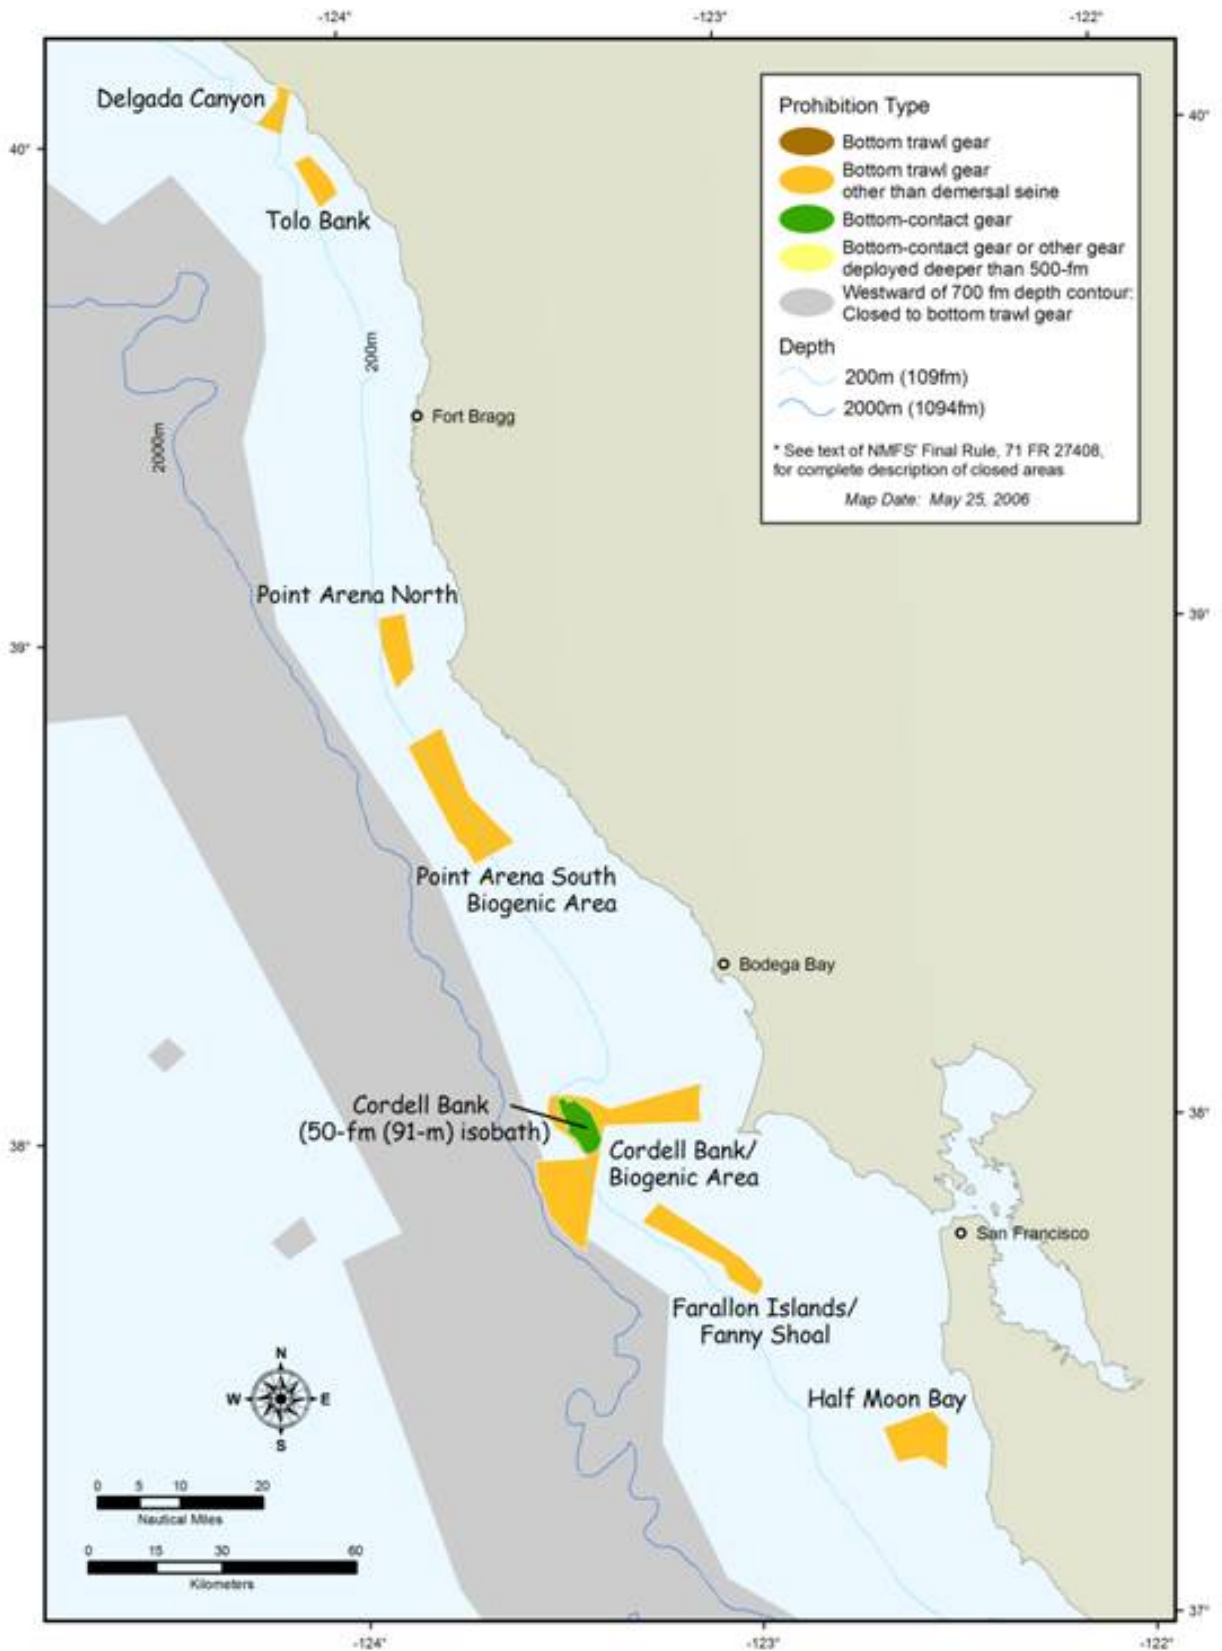 -124°
-123°
-122°
Delgada Canyon
40°
40°
Tolo Bank
Prohibition Type
Bottom trawl gear
Bottom trawl gear
other than demersal seine
Bottom-contact gear
Bottom-contact gear or other gear
deployed deeper than 500-fm
Westward of 700 fm depth contour:
Closed to bottom trawl gear
Depth
200m (109fm)
2000m (1094fm)
* See text of NMFS' Final Rule, 71 FR 27408,
for complete description of closed areas
Map Date: May 25, 2006
200m
Fort Bragg
2000m
Point Arena North
39°
39°
Point Arena South
Biogenic Area
Bodega Bay
Cordell Bank
(50-fm (91-m) isobath)
38°
38°
Cordell Bank/
Biogenic Area
San Francisco
Farallon Islands/
Fanny Shoal
N
W
E
S
Half Moon Bay
0 5 10 20
Nautical Miles
0 15 30 60
Kilometers
37°
-124°
-123°
-122°